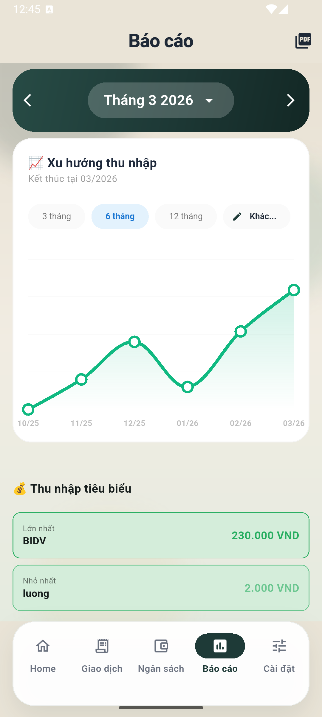 12:45
Báo cáo
PDF
Tháng 3 2026
📈 Xu hướng thu nhập
Kết thúc tại 03/2026
3 tháng
6 tháng
12 tháng
Khác...
10/25 11/25 12/25 01/26 02/26 03/26
💰 Thu nhập tiêu biểu
Lớn nhất
BIDV
230.000 VND
Nhỏ nhất
luong
2.000 VND
Home Giao dịch Ngân sách Báo cáo Cài đặt